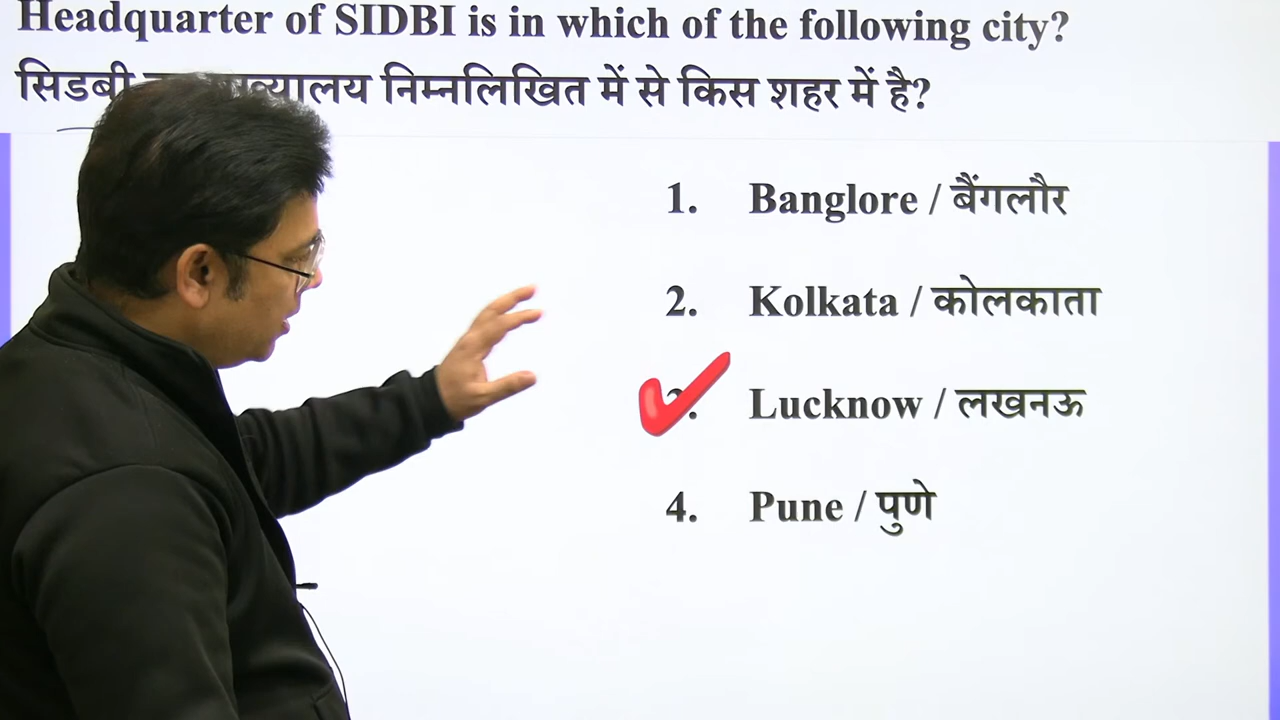 Headquarter of SIDBI is in which of the following city?
सिडबी निम्नलिखित में से किस शहर में है?
1. Banglore / बैंगलौर
2. Kolkata / कोलकाता
Lucknow / लखनऊ
4. Pune / पुणे